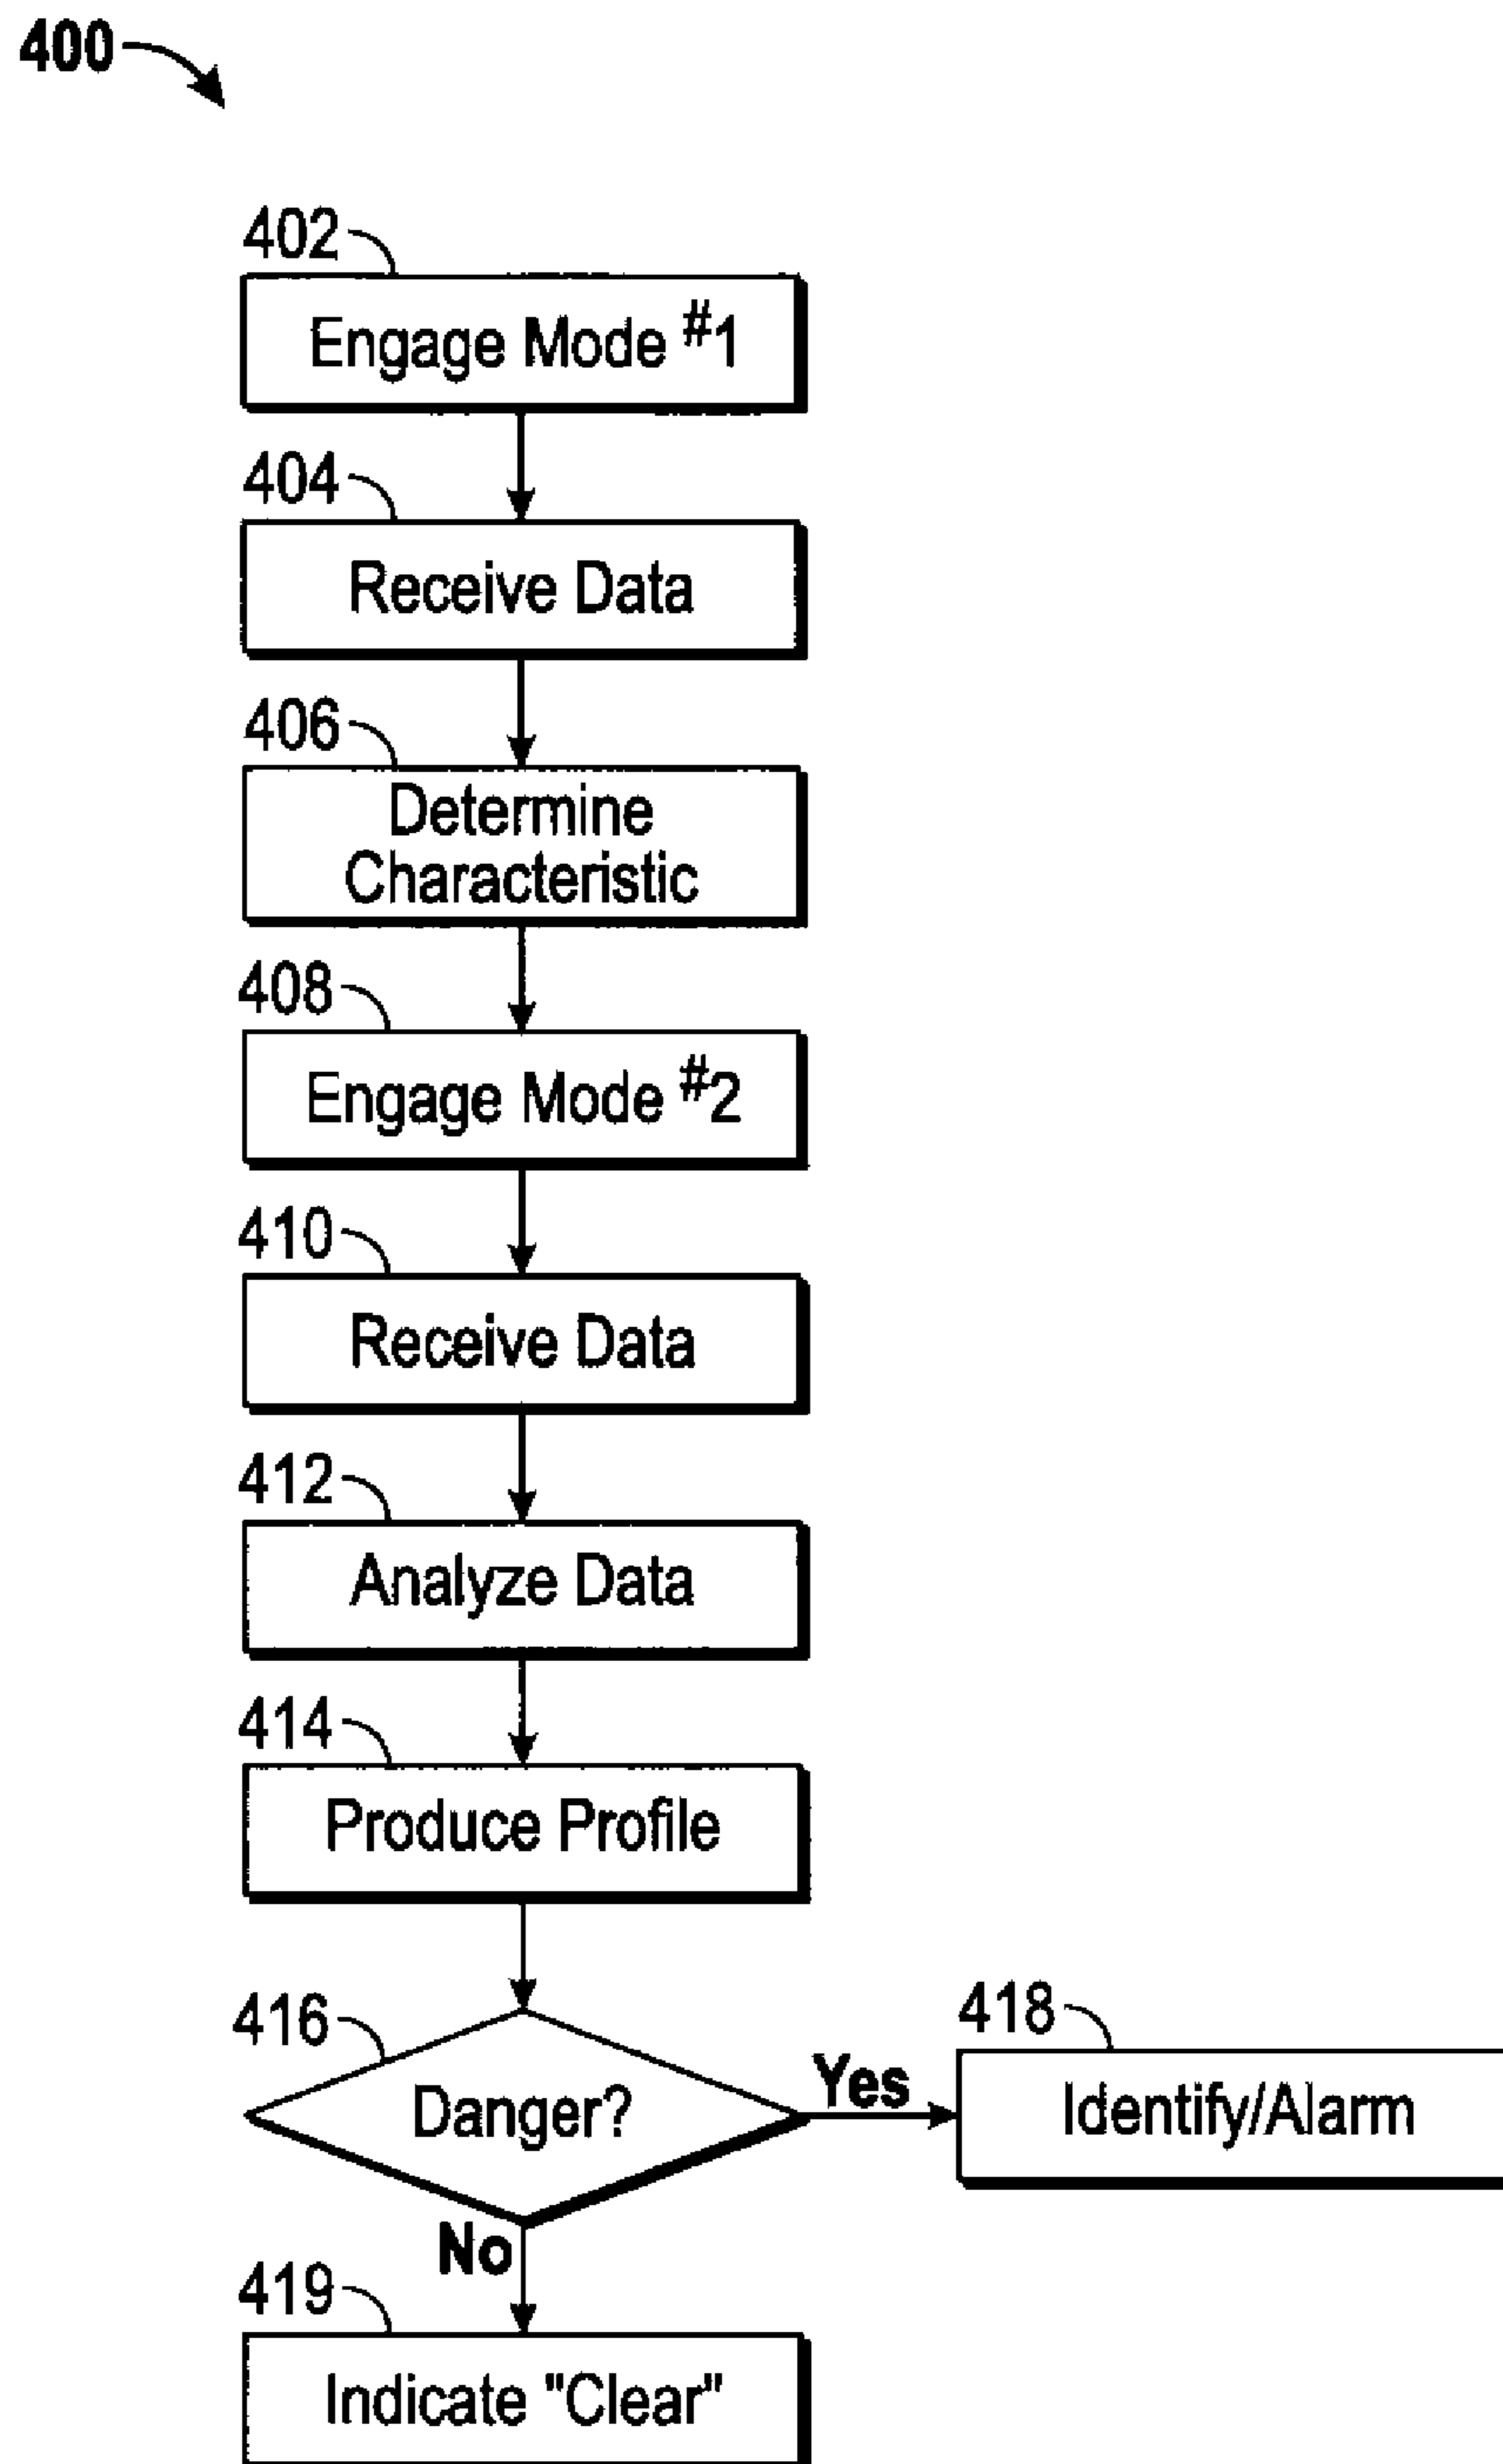 400
402
Engage Mode #1
404
Receive Data
406
Determine
Characteristic
408
Engage Mode #2
410
Receive Data
412
Analyze Data
414
Produce Profile
416
Danger?
Yes
418
Identify/Alarm
No
419
Indicate "Clear"